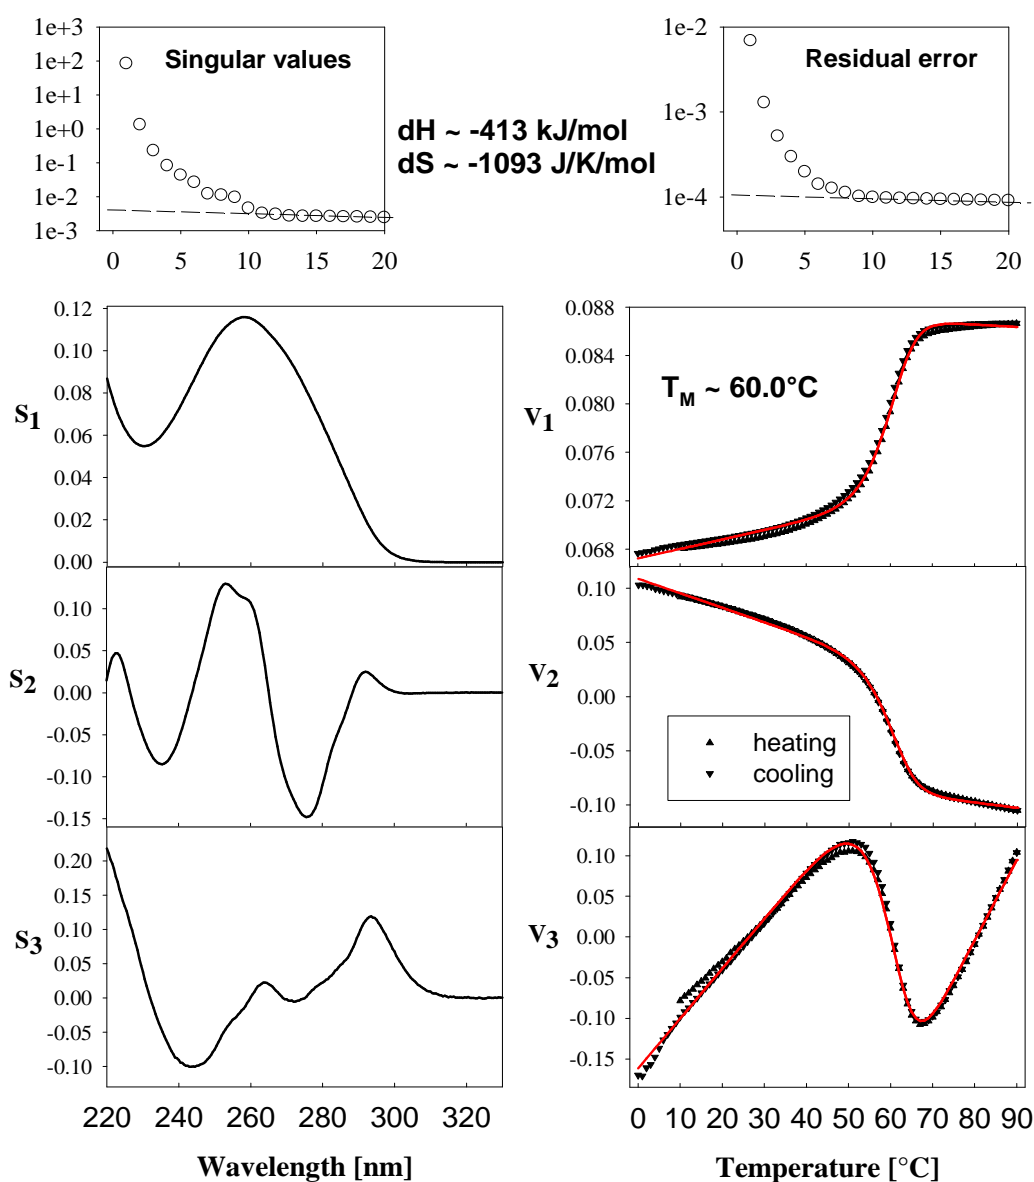 1e+3
1e+2
1e+1
1e+0
1e-1
1e-2
1e-3
Singular values
0 5 10 15 20
dH ~ -413 kJ/mol
dS ~ -1093 J/K/mol
1e-2
1e-3
1e-4
Residual error
0 5 10 15 20
0.12
0.10
0.08
0.06
0.04
0.02
0.00
S1
0.088
0.084
0.080
0.076
0.072
0.068
V1
TM ~ 60.0°C
0.10
0.05
0.00
-0.05
-0.10
-0.15
S2
0.10
0.05
0.00
-0.05
-0.10
V2
heating
cooling
0.20
0.15
0.10
0.05
0.00
-0.05
-0.10
S3
220 240 260 280 300 320
Wavelength [nm]
0.10
0.05
0.00
-0.05
-0.10
-0.15
V3
0 10 20 30 40 50 60 70 80 90
Temperature [°C]